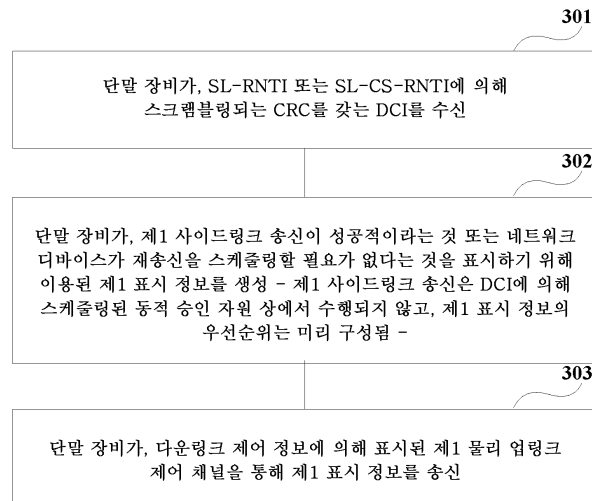 301
단말 장비가, SL-RNTI 또는 SL-CS-RNTI에 의해
스크램블링되는 CRC를 갖는 DCI를 수신
302
단말 장비가, 제1 사이드링크 송신이 성공적이라는 것 또는 네트워크
디바이스가 재송신을 스케줄링할 필요가 없다는 것을 표시하기 위해
이용된 제1 표시 정보를 생성 - 제1 사이드링크 송신은 DCI에 의해
스케줄링된 동적 승인 자원 상에서 수행되지 않고, 제1 표시 정보의
우선순위는 미리 구성됨 -
303
단말 장비가, 다운링크 제어 정보에 의해 표시된 제1 물리 업링크
제어 채널을 통해 제1 표시 정보를 송신